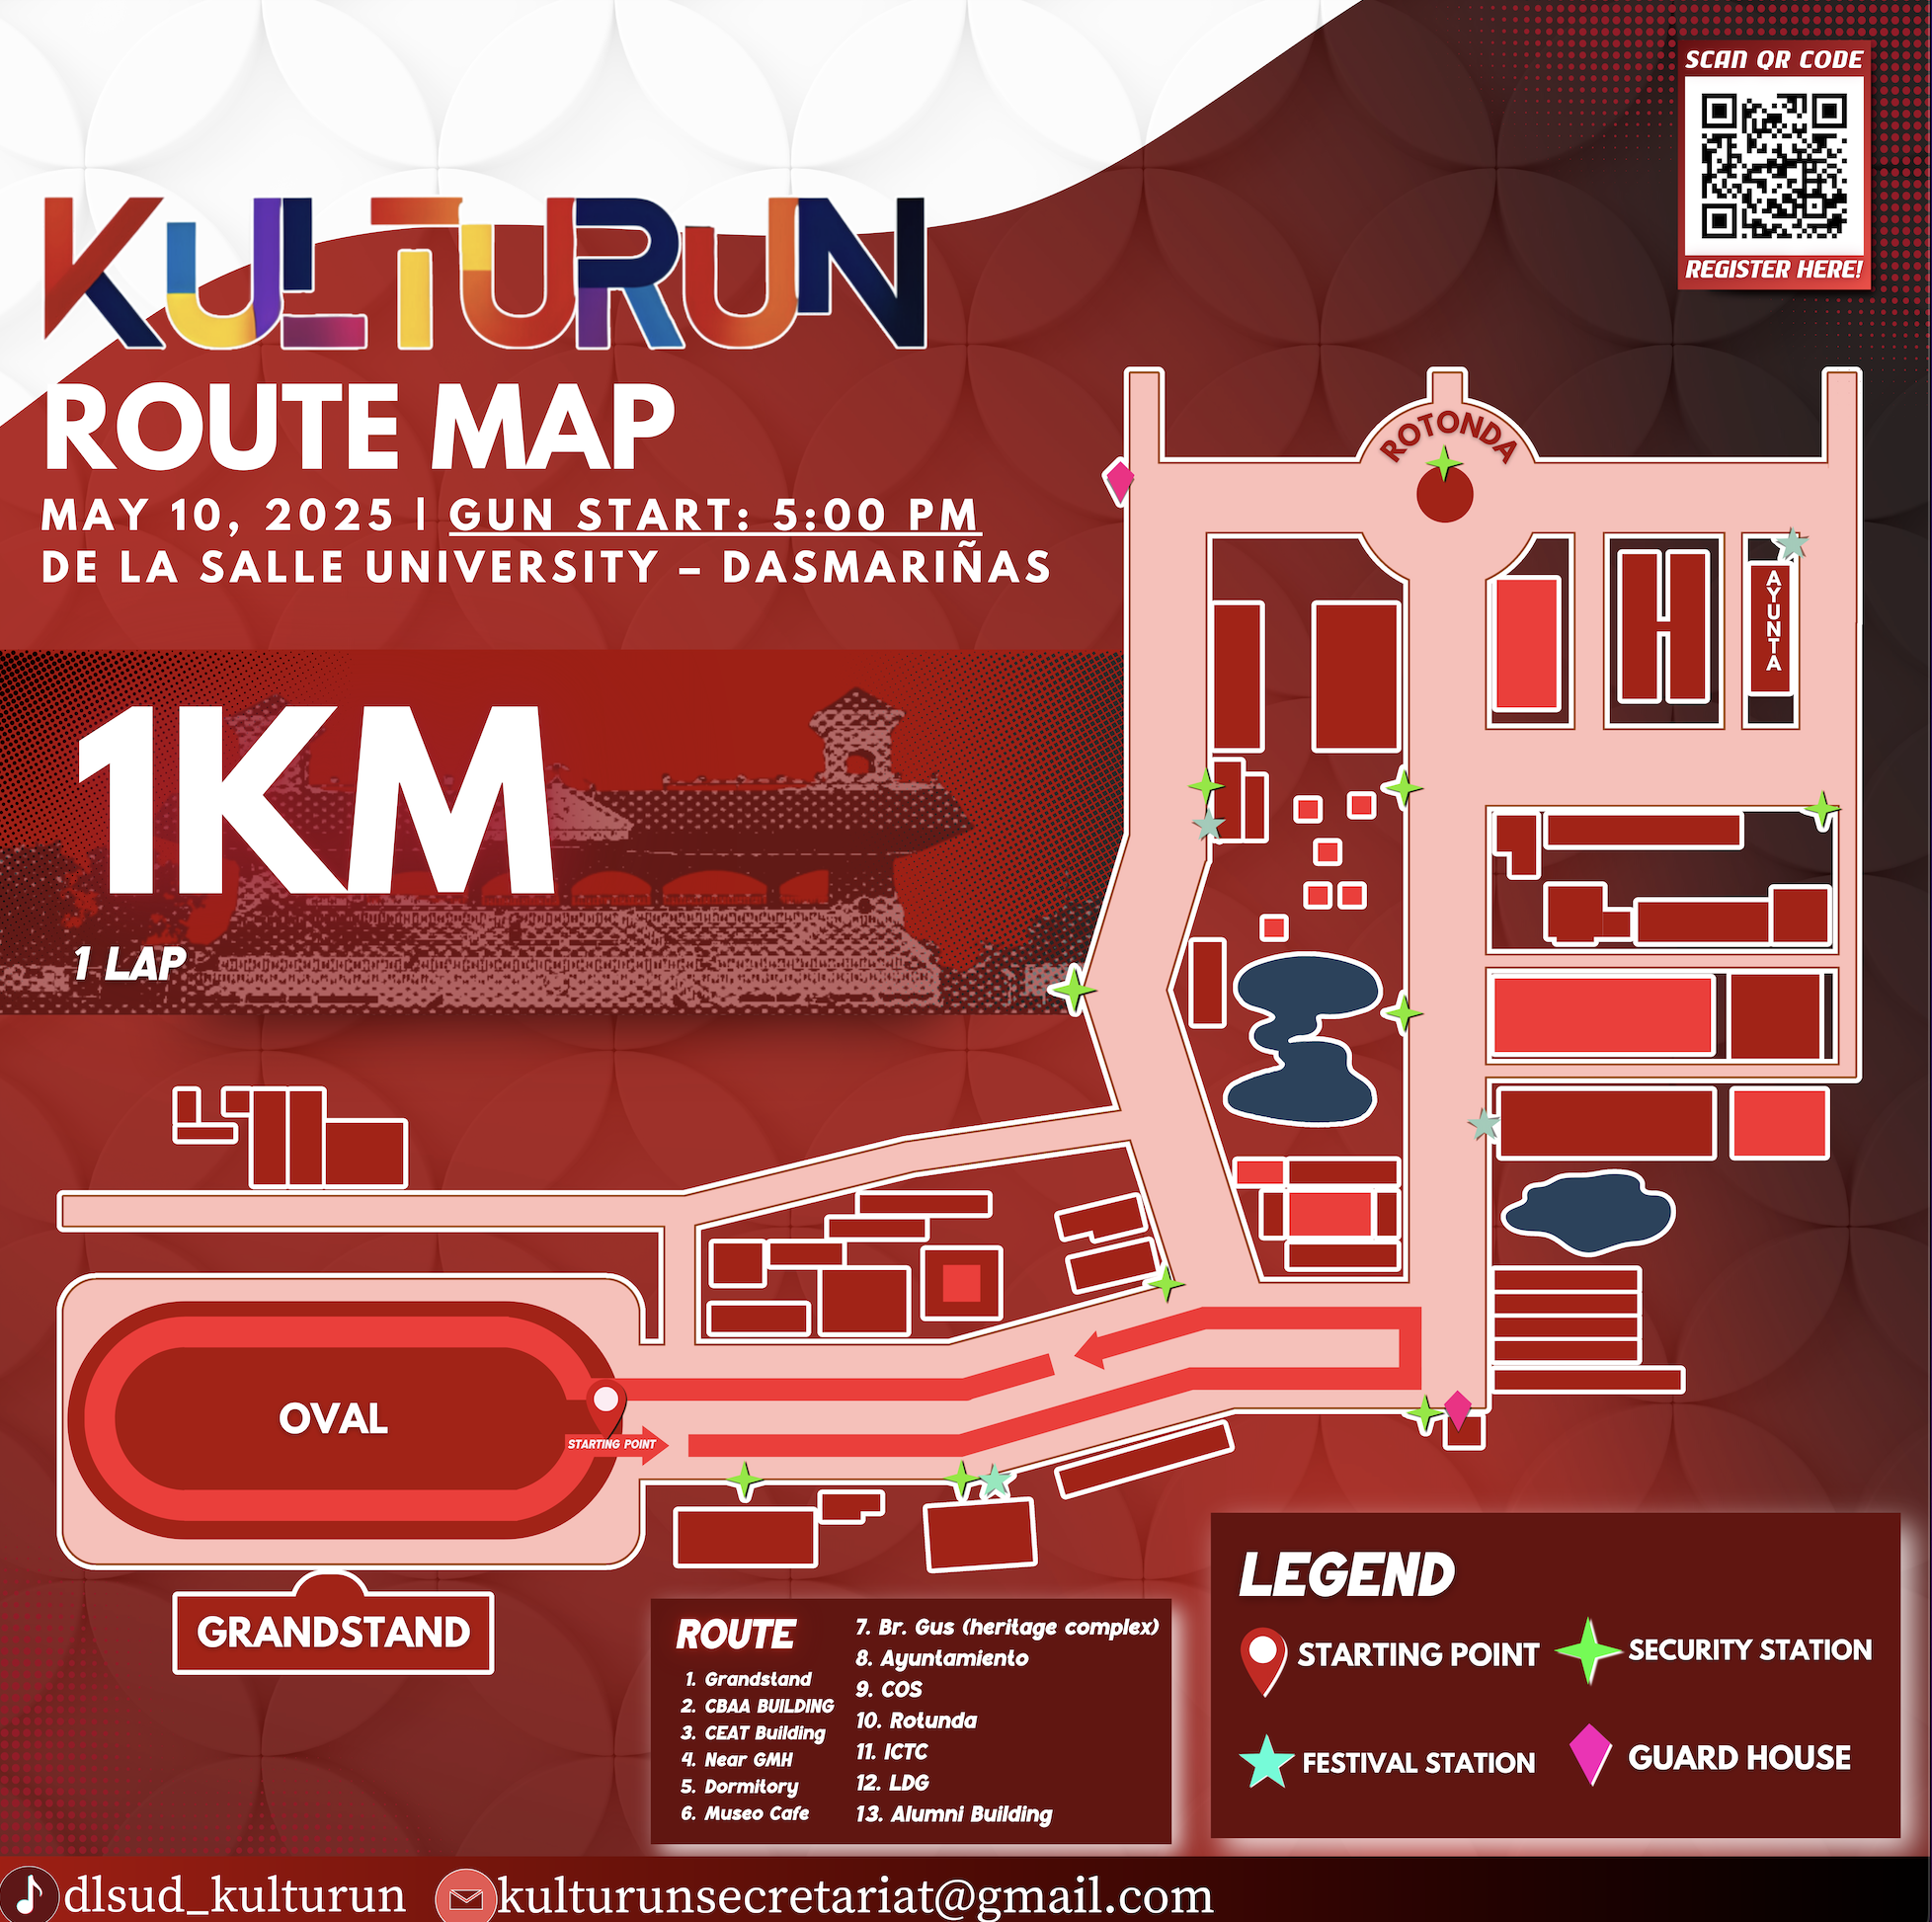 SCAN QR CODE
REGISTER HERE!
KULTURUN
ROUTE MAP
MAY 10, 2025 | GUN START: 5:00 PM
DE LA SALLE UNIVERSITY – DASMARIÑAS
1KM
1 LAP
ROTONDA
AYUNTA
OVAL
STARTING POINT
GRANDSTAND
ROUTE
1. Grandstand
2. CBAA BUILDING
3. CEAT Building
4. Near GMH
5. Dormitory
6. Museo Cafe
7. Br. Gus (heritage complex)
8. Ayuntamiento
9. COS
10. Rotunda
11. ICTC
12. LDG
13. Alumni Building
LEGEND
STARTING POINT
SECURITY STATION
FESTIVAL STATION
GUARD HOUSE
dlsud_kulturun
kulturunsecretariat@gmail.com